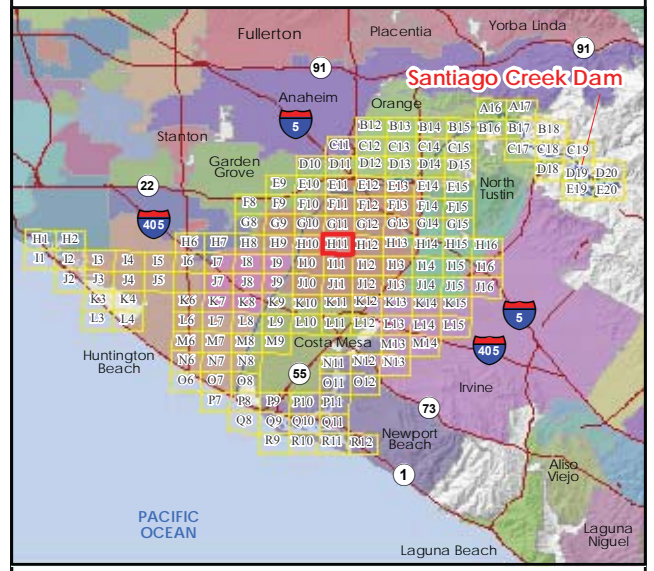 Fullerton
Placentia
Yorba Linda
91
91
Santiago Creek Dam
Anaheim
Orange
A16 A17
5
B12 B13 B14 B15 B16 B17 B18
Stanton
C11 C12 C13 C14 C15 C17 C18 C19
Garden
Grove
D10 D11 D12 D13 D14 D15 D18 D19 D20
22
E9 E10 E11 E12 E13 E14 E15 E19 E20
North
Tustin
F8 F9 F10 F11 F12 F13 F14 F15
405
G8 G9 G10 G11 G12 G13 G14 G15
H1 H2 H6 H7 H8 H9 H10 H11 H12 H13 H14 H15 H16
I1 I2 I3 I4 I5 I6 I7 I8 I9 I10 I11 I12 I13 I14 I15 I16
J2 J3 J4 J5 J7 J8 J9 J10 J11 J12 J13 J14 J15 J16
K3 K4 K6 K7 K8 K9 K10 K11 K12 K13 K14 K15
5
L3 L4 L6 L7 L8 L9 L10 L11 L12 L13 L14 L15
M6 M7 M8 M9 Costa Mesa M13 M14
405
Huntington
Beach
N6 N7 N8 N11 N12 N13
55
O6 O7 O8 O11 O12
Irvine
P7 P8 P9 P10 P11
73
Q8 Q9 Q10 Q11
Newport
Beach
R9 R10 R11 R12
1
Aliso
Viejo
PACIFIC
OCEAN
Laguna
Niguel
Laguna Beach